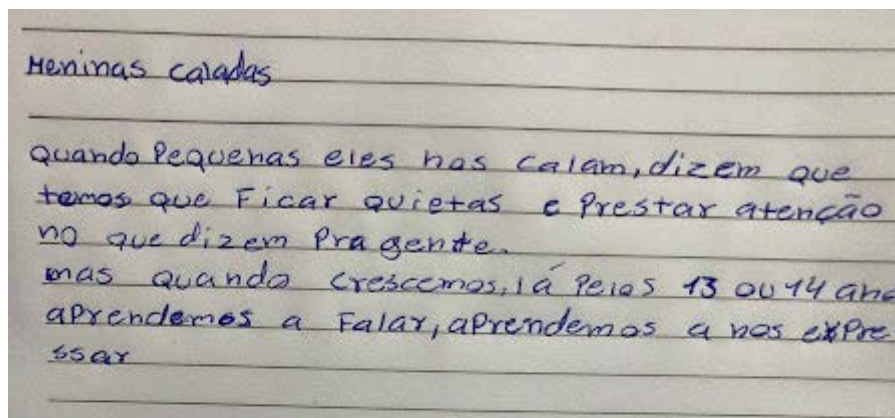 Meninas caladas
Quando Pequenas eles nos calam, dizem que
temos que Ficar quietas e Prestar atenção
no que dizem Pra gente.
mas quando crescemos, lá Pelos 13 ou 14 ano
aPrendemos a Falar, aPrendemos a nos exPre
ssar